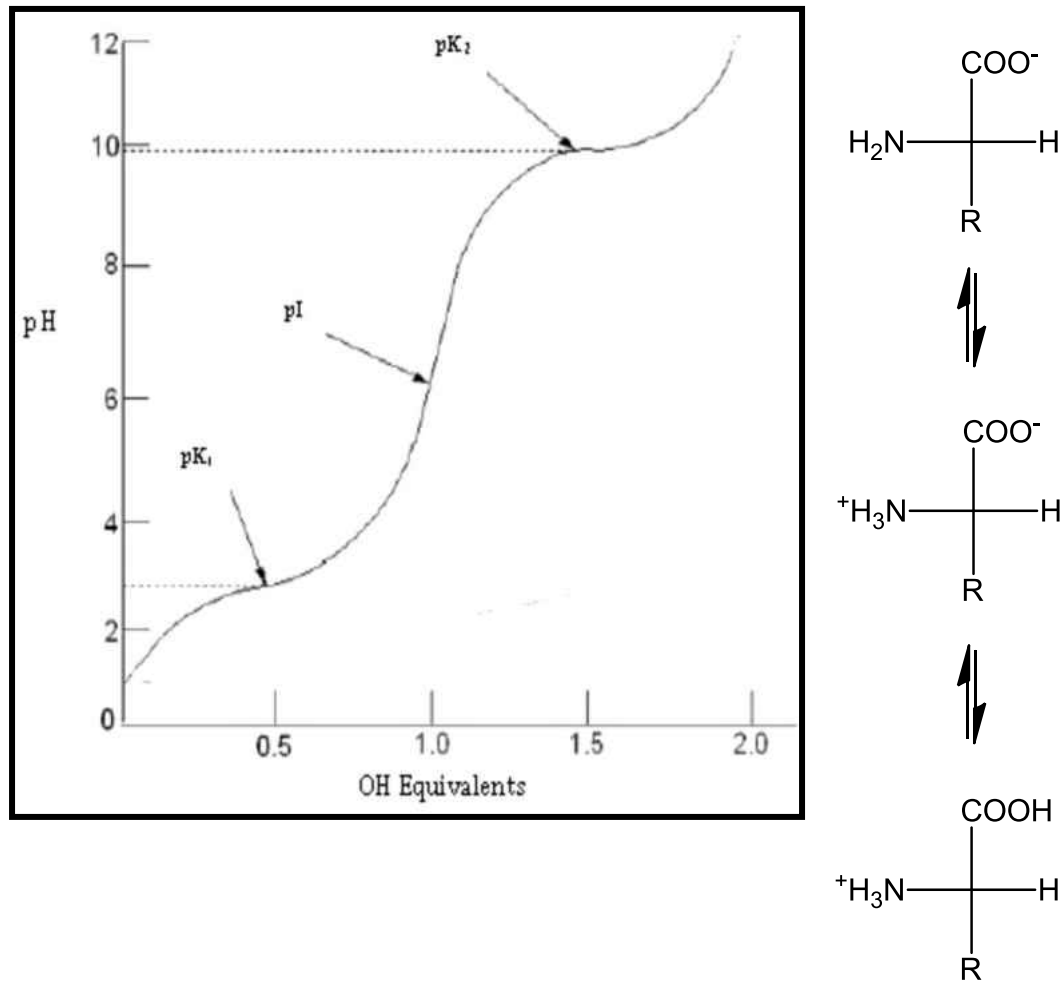 12
pK₂
10
8
pH
pI
6
pK₁
4
2
0
0.5 1.0 1.5 2.0
OH Equivalents
COO⁻
H₂N H
R
COO⁻
⁺H₃N H
R
COOH
⁺H₃N H
R